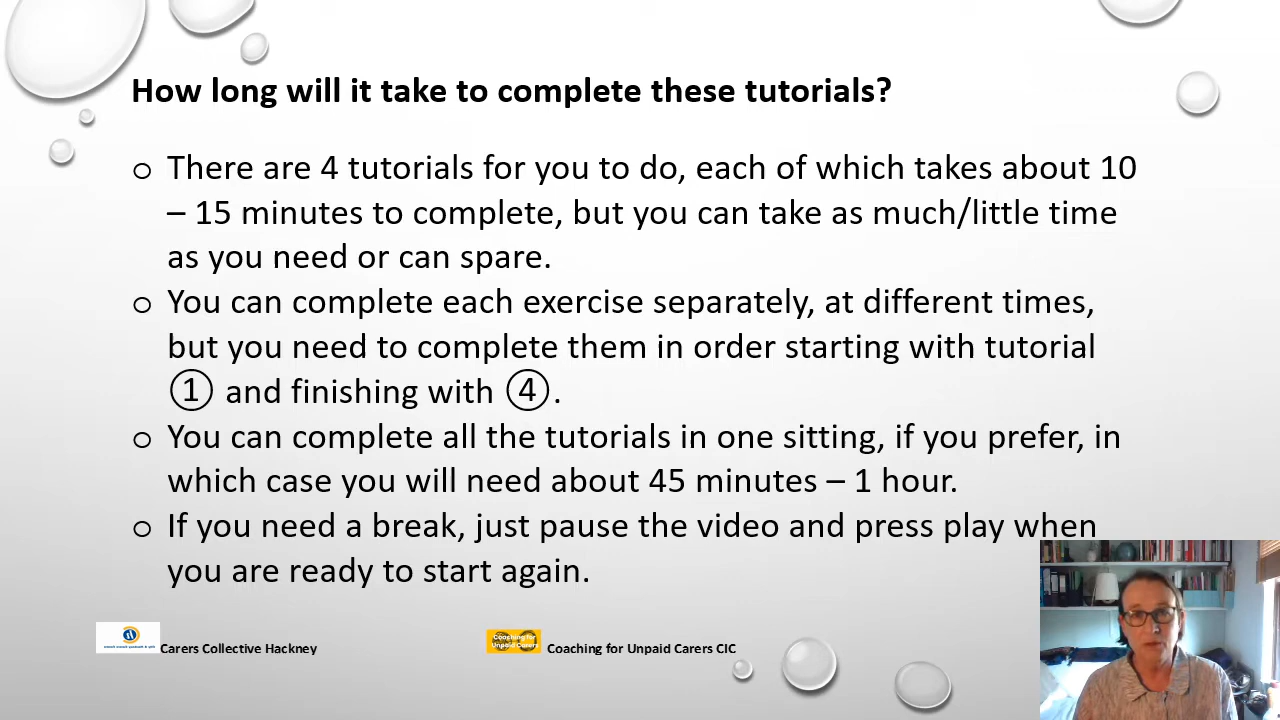 How long will it take to complete these tutorials?
o There are 4 tutorials for you to do, each of which takes about 10
– 15 minutes to complete, but you can take as much/little time
as you need or can spare.
o You can complete each exercise separately, at different times,
but you need to complete them in order starting with tutorial
① and finishing with ④.
o You can complete all the tutorials in one sitting, if you prefer, in
which case you will need about 45 minutes – 1 hour.
o If you need a break, just pause the video and press play when
you are ready to start again.
Carers Collective Hackney
Coaching for
Unpaid Carers
Coaching for Unpaid Carers CIC